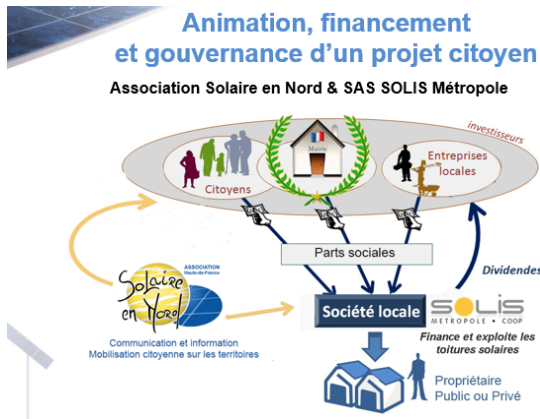 Animation, financement
et gouvernance d'un projet citoyen
Association Solaire en Nord & SAS SOLIS Métropole
investisseurs
Mairie
Entreprises
locales
Citoyens
Parts sociales
Dividendes
ASSOCIATION
Hauts-de-France
Solaire
en Nord
Société locale
SOLIS
METROPOLE • COOP
Finance et exploite les
toitures solaires
Communication et information
Mobilisation citoyenne sur les territoires
Propriétaire
Public ou Privé